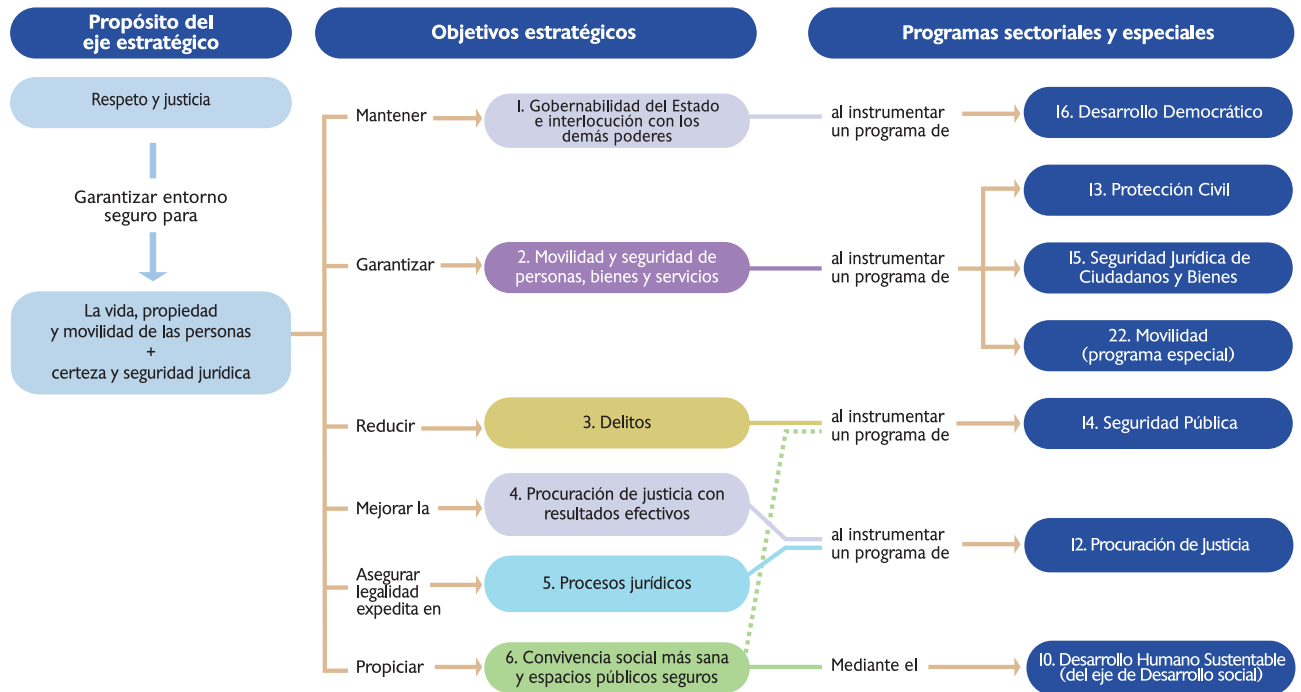 Propósito del
eje estratégico
Objetivos estratégicos
Programas sectoriales y especiales
Respeto y justicia
Garantizar entorno
seguro para
La vida, propiedad
y movilidad de las personas
+
certeza y seguridad jurídica
Mantener
1. Gobernabilidad del Estado
e interlocución con los
demás poderes
al instrumentar
un programa de
16. Desarrollo Democrático
Garantizar
2. Movilidad y seguridad de
personas, bienes y servicios
al instrumentar
un programa de
13. Protección Civil
15. Seguridad Jurídica de
Ciudadanos y Bienes
22. Movilidad
(programa especial)
Reducir
3. Delitos
al instrumentar
un programa de
14. Seguridad Pública
Mejorar la
4. Procuración de justicia con
resultados efectivos
Asegurar
legalidad
expedita en
5. Procesos jurídicos
al instrumentar
un programa de
12. Procuración de Justicia
Propiciar
6. Convivencia social más sana
y espacios públicos seguros
Mediante el
10. Desarrollo Humano Sustentable
(del eje de Desarrollo social)